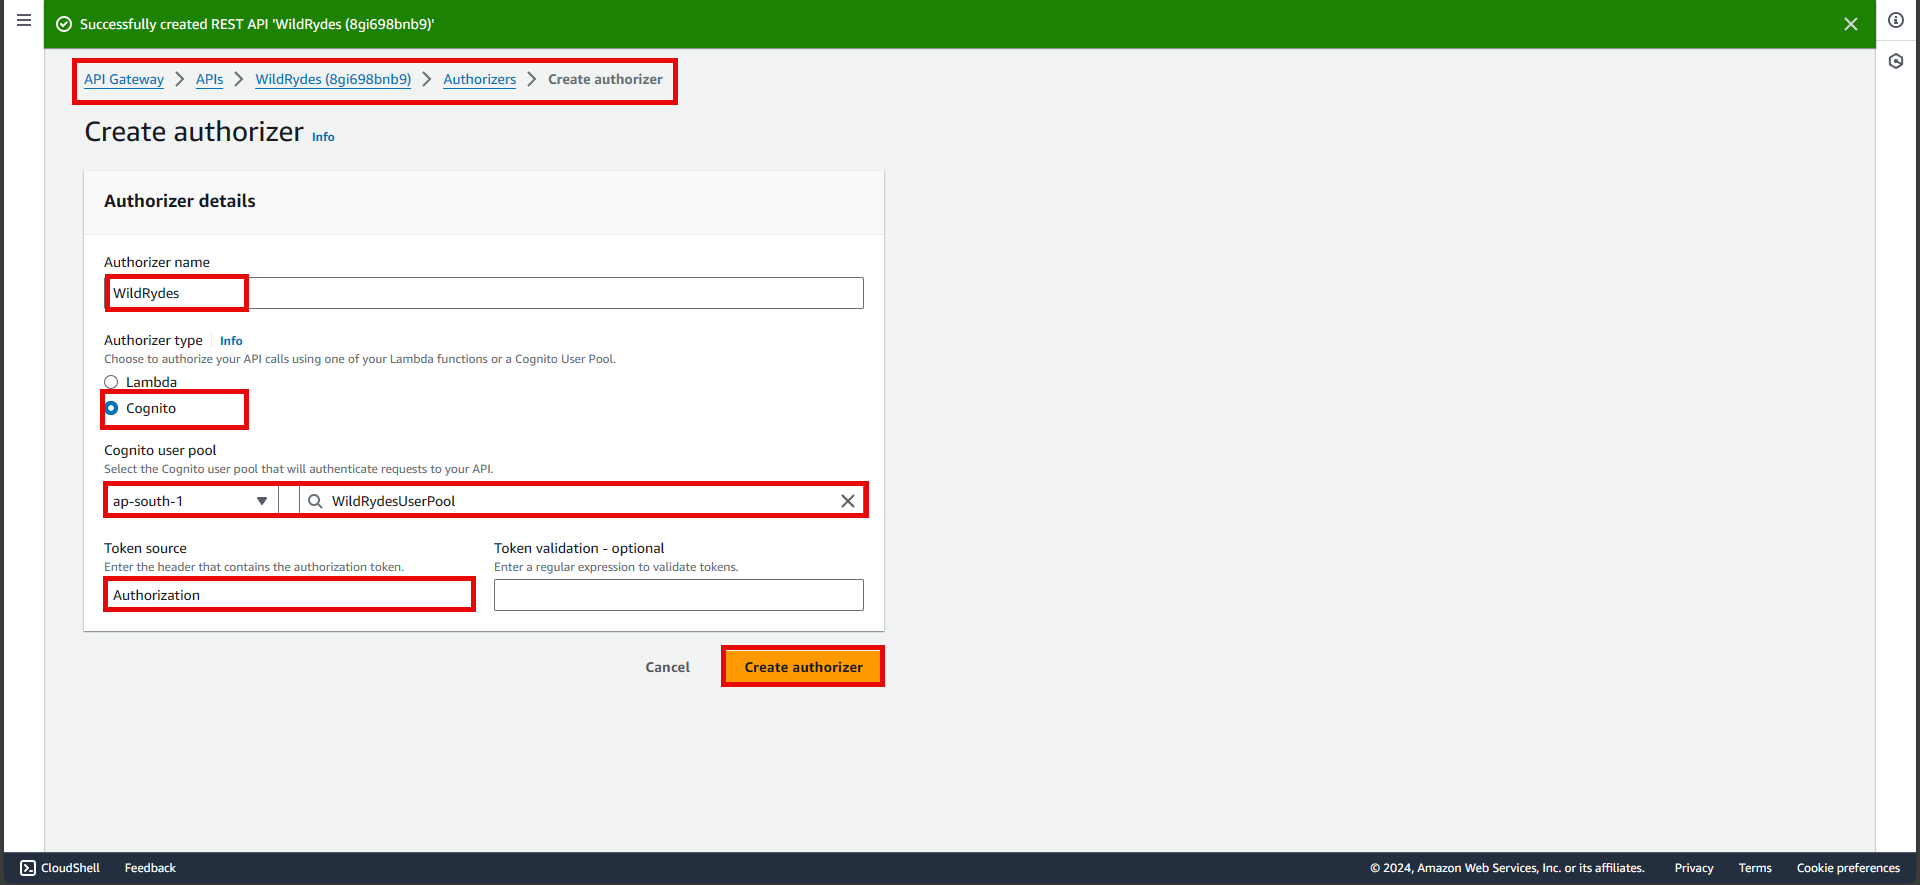 Successfully created REST API 'WildRydes (8gi698bnb9)'
API Gateway > APIs > WildRydes (8gi698bnb9) > Authorizers > Create authorizer
Create authorizer Info
Authorizer details
Authorizer name
WildRydes
Authorizer type Info
Choose to authorize your API calls using one of your Lambda functions or a Cognito User Pool.
Lambda
Cognito
Cognito user pool
Select the Cognito user pool that will authenticate requests to your API.
ap-south-1 WildRydesUserPool
Token source
Enter the header that contains the authorization token.
Authorization
Token validation - optional
Enter a regular expression to validate tokens.
Cancel Create authorizer
CloudShell Feedback © 2024, Amazon Web Services, Inc. or its affiliates. Privacy Terms Cookie preferences